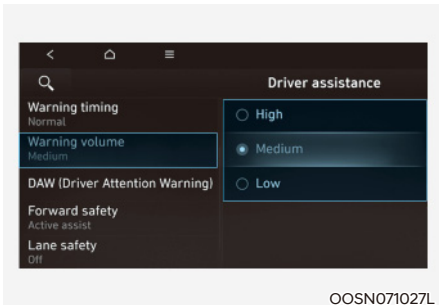 Driver assistance
Warning timing
Normal
Warning volume
Medium
DAW (Driver Attention Warning)
Forward safety
Active assist
Lane safety
Off
High
Medium
Low
OOSN071027L